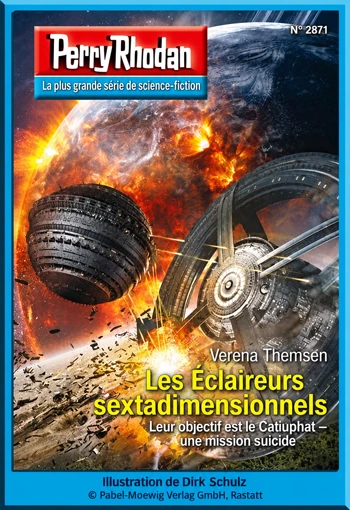 N° 2871
Perry Rhodan
La plus grande série de science-fiction
Verena Themsen
Les Éclaireurs
sextadimensionnels
Leur objectif est le Catiuphat –
une mission suicide
Illustration de Dirk Schulz
© Pabel-Moewig Verlag GmbH, Rastatt